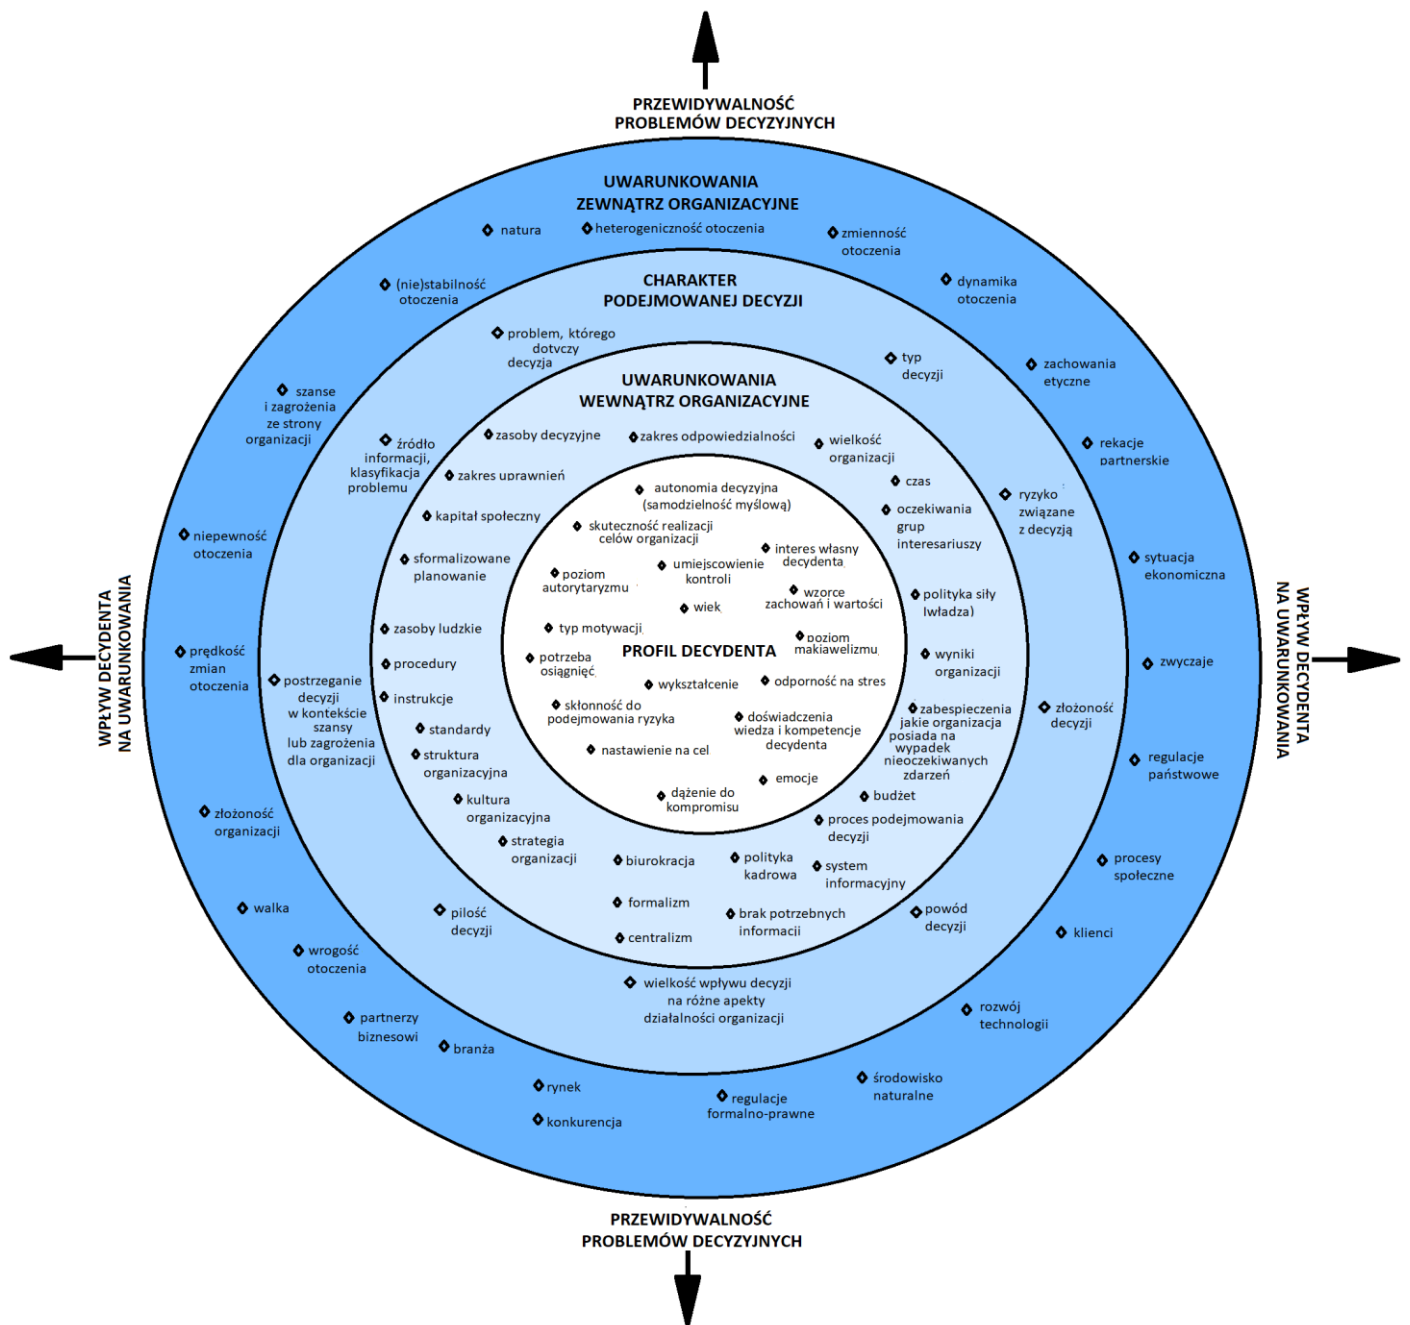 PRZEWIDYWALNOŚĆ
PROBLEMÓW DECYZYJNYCH
UWARUNKOWANIA
ZEWNĄTRZ ORGANIZACYJNE
natura
heterogeniczność otoczenia
zmienność
otoczenia
(nie)stabilność
otoczenia
dynamika
otoczenia
zachowania
etyczne
szanse
i zagrożenia
ze strony
organizacji
rekacje
partnerskie
niepewność
otoczenia
sytuacja
ekonomiczna
prędkość
zmian
otoczenia
zwyczaje
złożoność
organizacji
regulacje
państwowe
walka
procesy
społeczne
wrogość
otoczenia
klienci
partnerzy
biznesowi
rozwój
technologii
branża
środowisko
naturalne
rynek
konkurencja
regulacje
formalno-prawne
CHARAKTER
PODEJMOWANEJ DECYZJI
problem, którego
dotyczy
decyzja
typ
decyzji
źródło
informacji,
klasyfikacja
problemu
ryzyko
związane
z decyzją
postrzeganie
decyzji
w kontekście
szansy
lub zagrożenia
dla organizacji
złożoność
decyzji
pilość
decyzji
powód
decyzji
wielkość wpływu decyzji
na różne apekty
działalności organizacji
UWARUNKOWANIA
WEWNĄTRZ ORGANIZACYJNE
zasoby decyzyjne
zakres odpowiedzialności
wielkość
organizacji
zakres uprawnień
czas
kapitał społeczny
oczekiwania
grup
interesariuszy
sformalizowane
planowanie
polityka siły
(władza)
zasoby ludzkie
procedury
wyniki
organizacji
instrukcje
standardy
zabespieczenia
jakie organizacja
posiada na
wypadek
nieoczekiwanych
zdarzeń
struktura
organizacyjna
kultura
organizacyjna
budżet
strategia
organizacji
proces podejmowania
decyzji
biurokracja
polityka
kadrowa
system
informacyjny
formalizm
brak potrzebnych
informacii
centralizm
autonomia decyzyjna
(samodzielność myślową)
skuteczność realizacji
celów organizacji
interes własny
decydenta
umiejscowienie
kontroli
poziom
autorytaryzmu
wzorce
zachowań i wartości
wiek
typ motywacji
poziom
makiawelizmu
PROFIL DECYDENTA
potrzeba
osiągnięć
wykształcenie
odporność na stres
skłonność do
podejmowania ryzyka
doświadczenia
wiedza i kompetencje
decydenta
nastawienie na cel
emocje
dążenie do
kompromisu
WPŁYW DECYDENTA
NA UWARUNKOWANIA
WPŁYW DECYDENTA
NA UWARUNKOWANIA
PRZEWIDYWALNOŚĆ
PROBLEMÓW DECYZYJNYCH